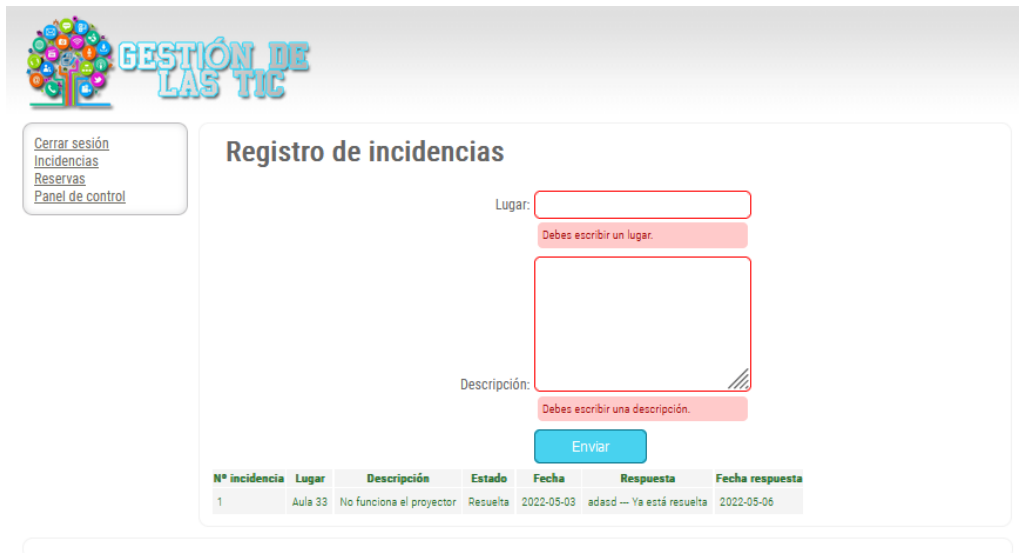 GESTIÓN DE
LAS TIC
Cerrar sesión
Incidencias
Reservas
Panel de control
Registro de incidencias
Lugar:
Debes escribir un lugar.
Descripción:
Debes escribir una descripción.
Enviar
Nº incidencia Lugar Descripción Estado Fecha Respuesta Fecha respuesta
1 Aula 33 No funciona el proyector Resuelta 2022-05-03 adasd --- Ya está resuelta 2022-05-06